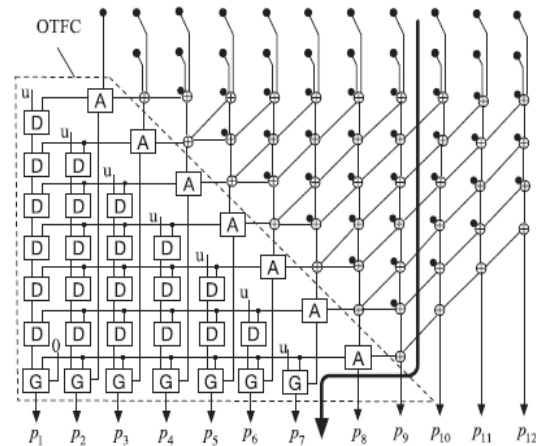 OTFC
u A
D
u A
D D
u A
D D D
u A
D D D D
u A
D D D D D
u A
D D D D D D
0 u A
G G G G G G G
p1 p2 p3 p4 p5 p6 p7 p8 p9 p10 p11 p12